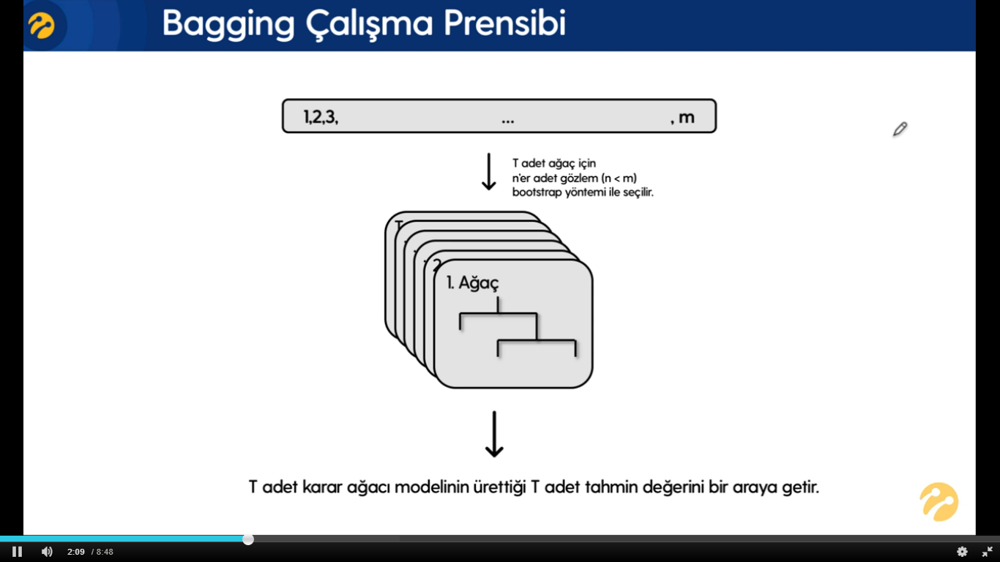 Bagging Çalışma Prensibi
1,2,3, ... , m
T adet ağaç için
n'er adet gözlem (n < m)
bootstrap yöntemi ile seçilir.
T
2
1. Ağaç
T adet karar ağacı modelinin ürettiği T adet tahmin değerini bir araya getir.
2:09 / 8:48